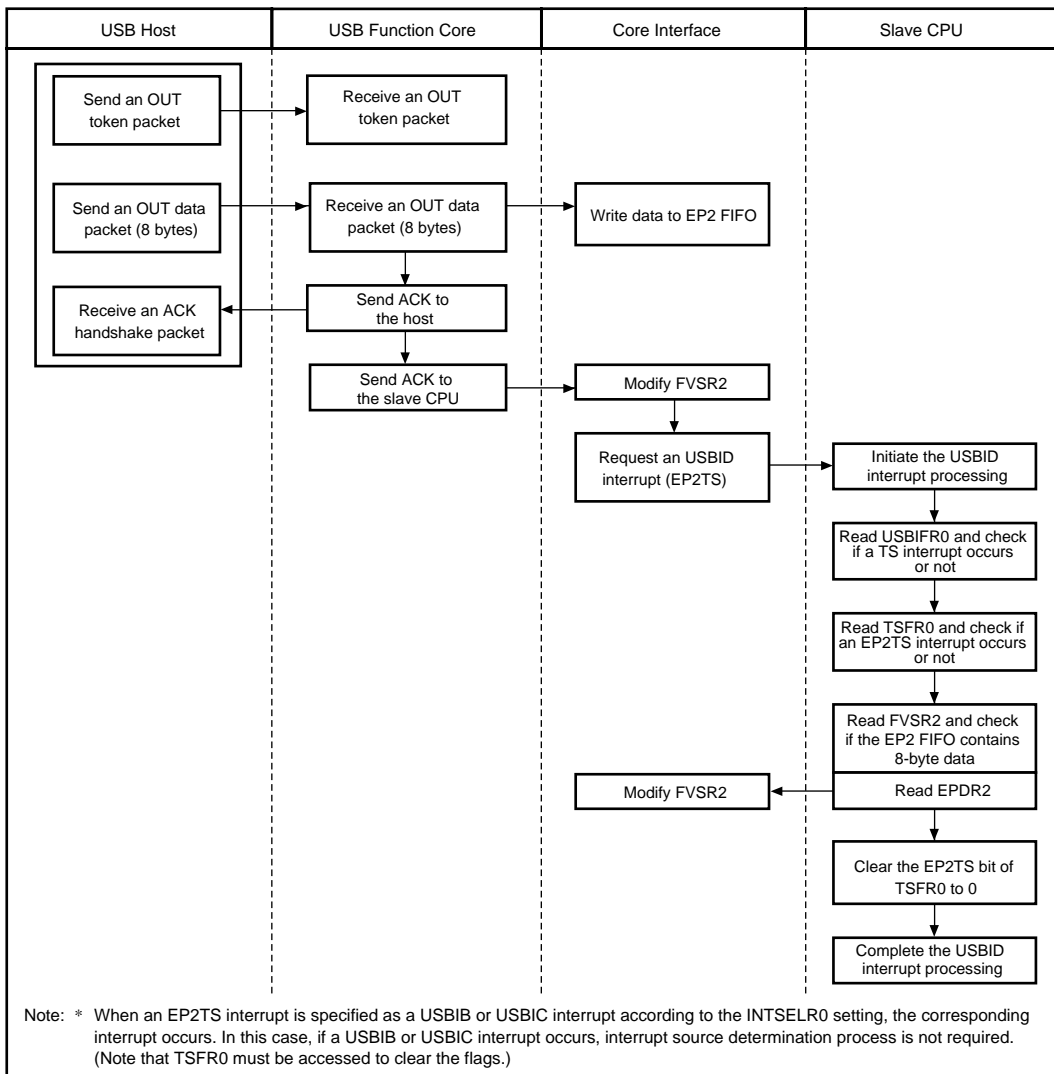 USB Host
USB Function Core
Core Interface
Slave CPU
Send an OUT
token packet
Receive an OUT
token packet
Send an OUT data
packet (8 bytes)
Receive an OUT data
packet (8 bytes)
Write data to EP2 FIFO
Receive an ACK
handshake packet
Send ACK to
the host
Send ACK to
the slave CPU
Modify FVSR2
Request an USBID
interrupt (EP2TS)
Initiate the USBID
interrupt processing
Read USBIFR0 and check
if a TS interrupt occurs
or not
Read TSFR0 and check if
an EP2TS interrupt occurs
or not
Read FVSR2 and check
if the EP2 FIFO contains
8-byte data
Modify FVSR2
Read EPDR2
Clear the EP2TS bit of
TSFR0 to 0
Complete the USBID
interrupt processing
Note: * When an EP2TS interrupt is specified as a USBIB or USBIC interrupt according to the INTSELR0 setting, the corresponding
interrupt occurs. In this case, if a USBIB or USBIC interrupt occurs, interrupt source determination process is not required.
(Note that TSFR0 must be accessed to clear the flags.)